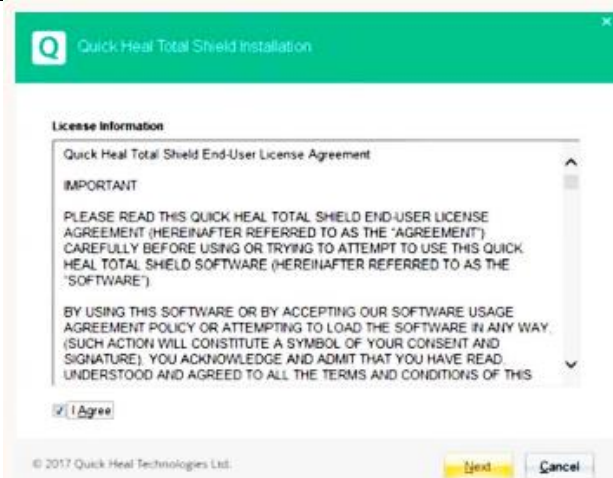 Q
Quick Heal Total Shield Installation
License Information
Quick Heal Total Shield End-User License Agreement
IMPORTANT
PLEASE READ THIS QUICK HEAL TOTAL SHIELD END-USER LICENSE
AGREEMENT (HEREINAFTER REFERRED TO AS THE "AGREEMENT")
CAREFULLY BEFORE USING OR TRYING TO ATTEMPT TO USE THIS QUICK
HEAL TOTAL SHIELD SOFTWARE (HEREINAFTER REFERRED TO AS THE
"SOFTWARE").
BY USING THIS SOFTWARE OR BY ACCEPTING OUR SOFTWARE USAGE
AGREEMENT POLICY OR ATTEMPTING TO LOAD THE SOFTWARE IN ANY WAY,
(SUCH ACTION WILL CONSTITUTE A SYMBOL OF YOUR CONSENT AND
SIGNATURE), YOU ACKNOWLEDGE AND ADMIT THAT YOU HAVE READ,
UNDERSTOOD AND AGREED TO ALL THE TERMS AND CONDITIONS OF THIS
I Agree
© 2017 Quick Heal Technologies Ltd.
Next
Cancel